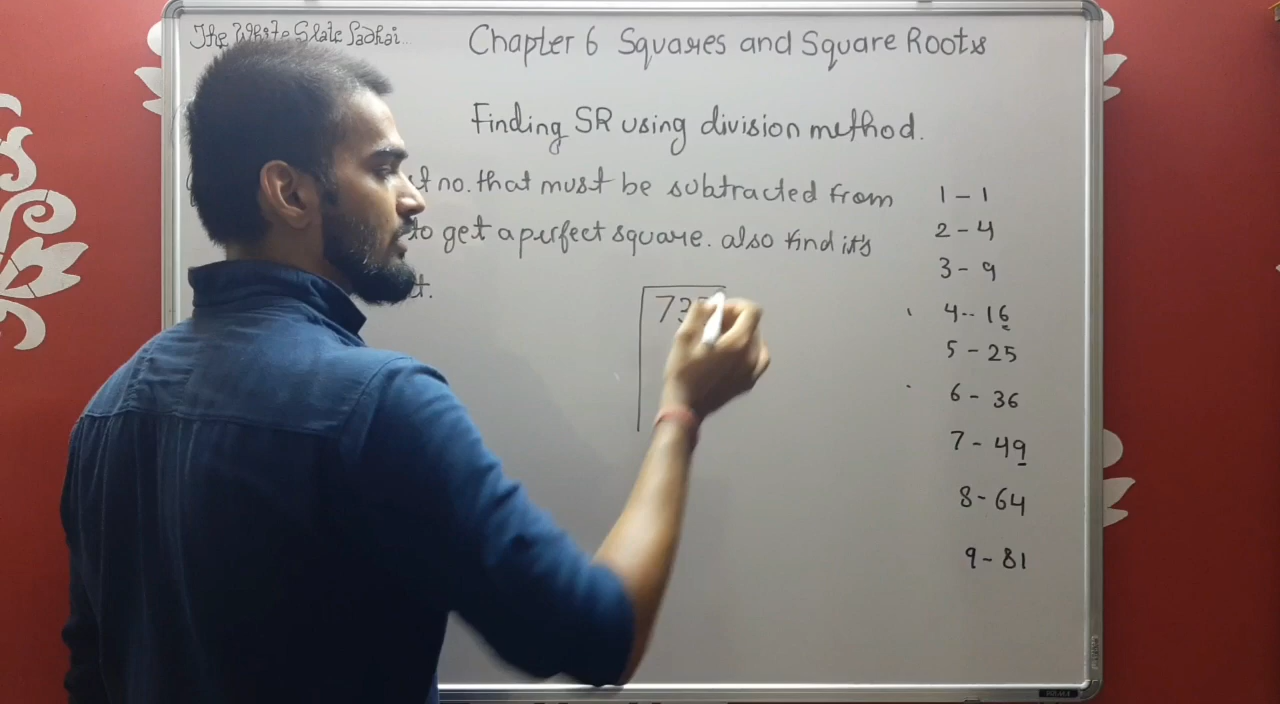 The White Slate Padhai...
Chapter 6 Squares and Square Roots
Finding SR using division method.
no. that must be subtracted from
to get a perfect square. also find it's
73
1 - 1
2 - 4
3 - 9
4 -- 16
5 - 25
6 - 36
7 - 49
8 - 64
9 - 81